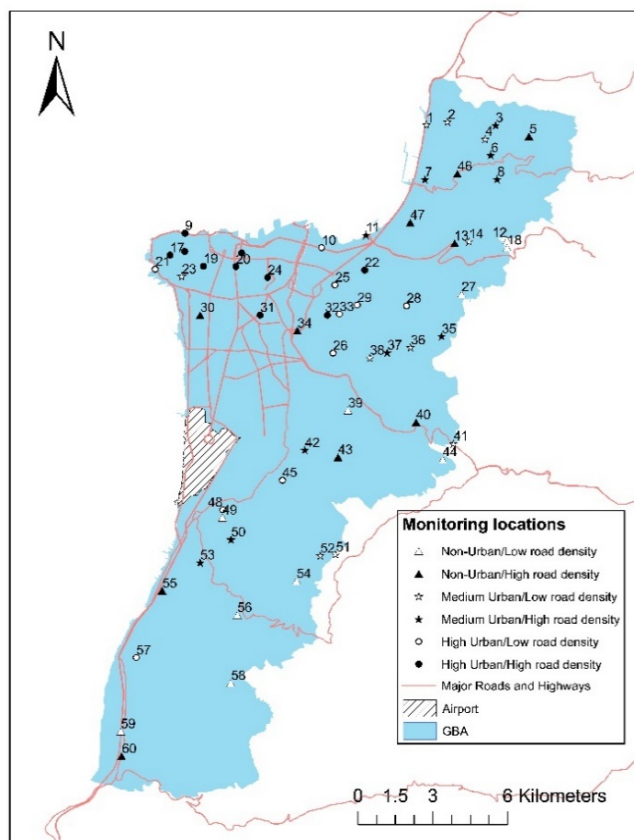 N
1 2 3
4 5
6
46
7 8
47
9 11 13 14 12
10 18
17
21 19 20 22
23 24 25
27
29 28
30 31 32 33
34 35
36
26 38 37
39
40
41
42 43 44
45
48
49
50
53 52 51
54
55
56
57
58
59
60
Monitoring locations
Non-Urban/Low road density
Non-Urban/High road density
Medium Urban/Low road density
Medium Urban/High road density
High Urban/Low road density
High Urban/High road density
Major Roads and Highways
Airport
GBA
0 1.5 3 6 Kilometers